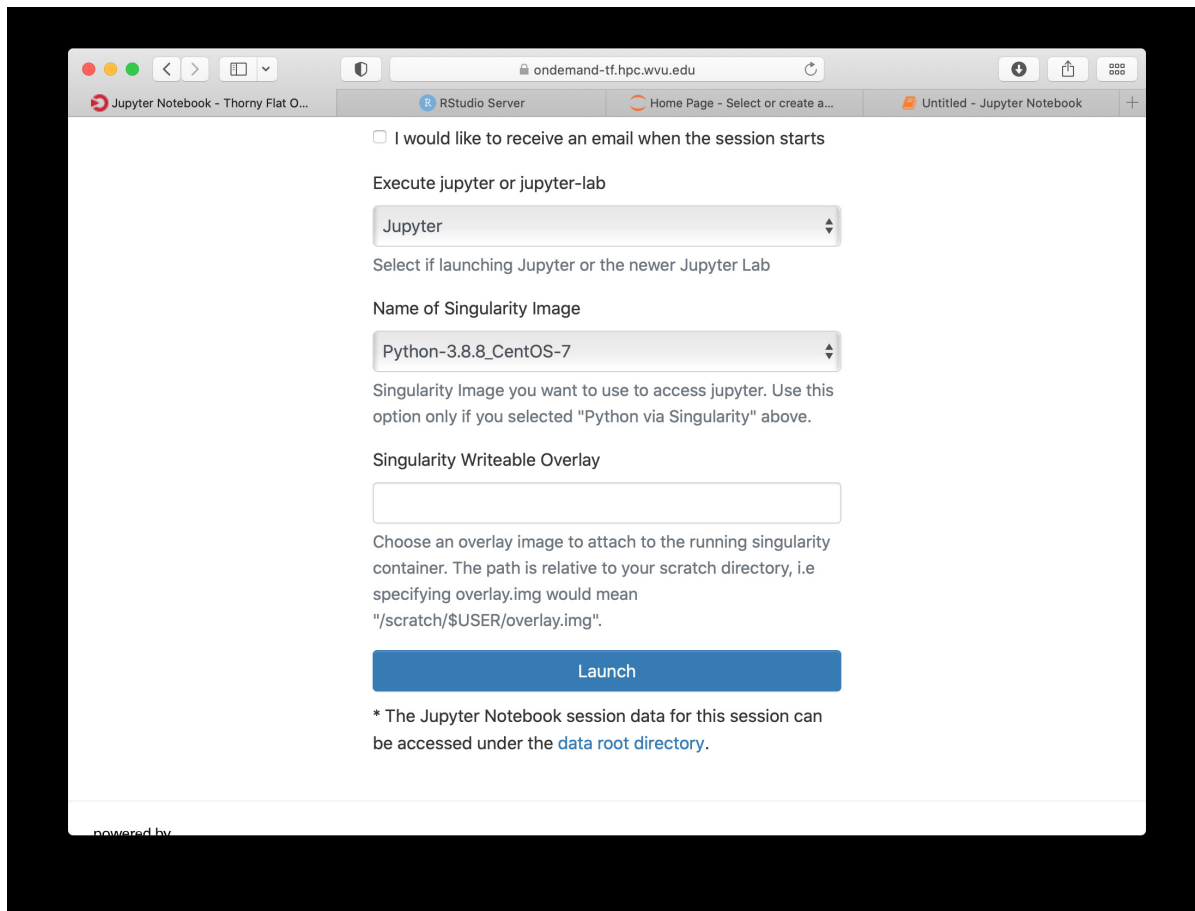 ondemand-tf.hpc.wvu.edu
Jupyter Notebook - Thorny Flat O...
R RStudio Server
Home Page - Select or create a...
Untitled - Jupyter Notebook
I would like to receive an email when the session starts
Execute jupyter or jupyter-lab
Jupyter
Select if launching Jupyter or the newer Jupyter Lab
Name of Singularity Image
Python-3.8.8_CentOS-7
Singularity Image you want to use to access jupyter. Use this
option only if you selected "Python via Singularity" above.
Singularity Writeable Overlay
Choose an overlay image to attach to the running singularity
container. The path is relative to your scratch directory, i.e
specifying overlay.img would mean
"/scratch/$USER/overlay.img".
Launch
* The Jupyter Notebook session data for this session can
be accessed under the data root directory.
powered by